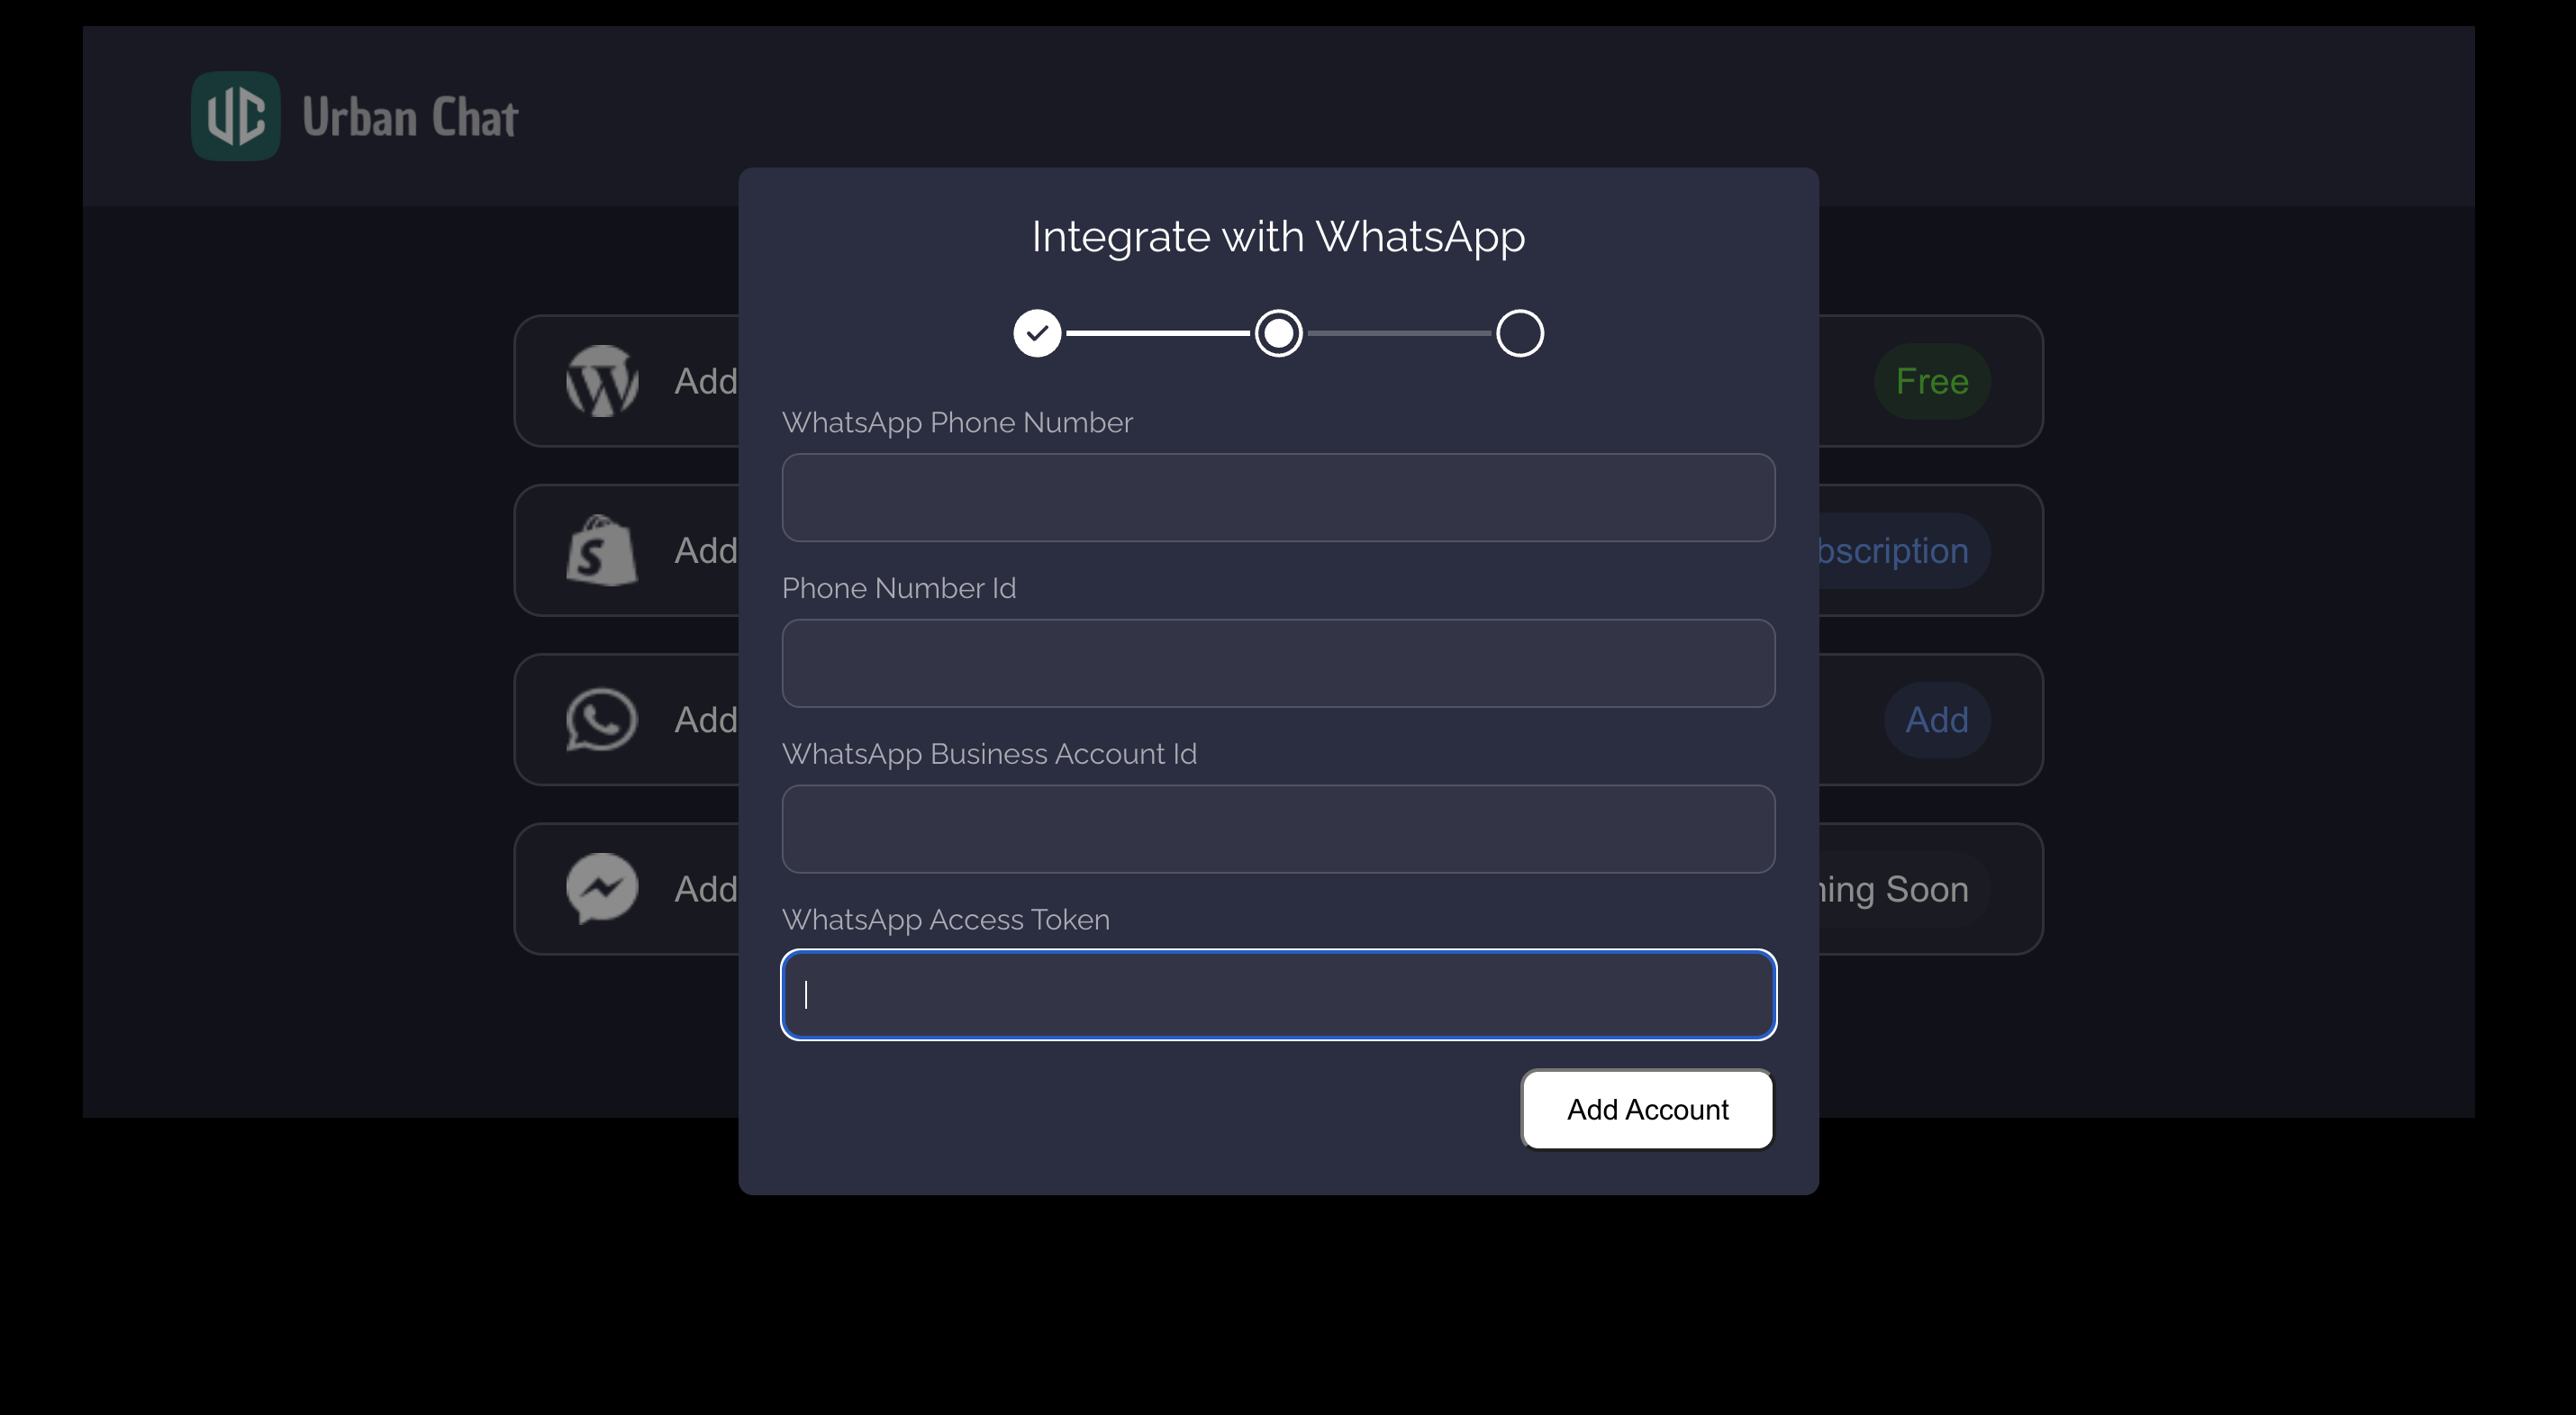 Urban Chat
Integrate with WhatsApp
Add
Free
WhatsApp Phone Number
Add
bscription
Phone Number Id
Add
Add
WhatsApp Business Account Id
Add
ning Soon
WhatsApp Access Token
Add Account